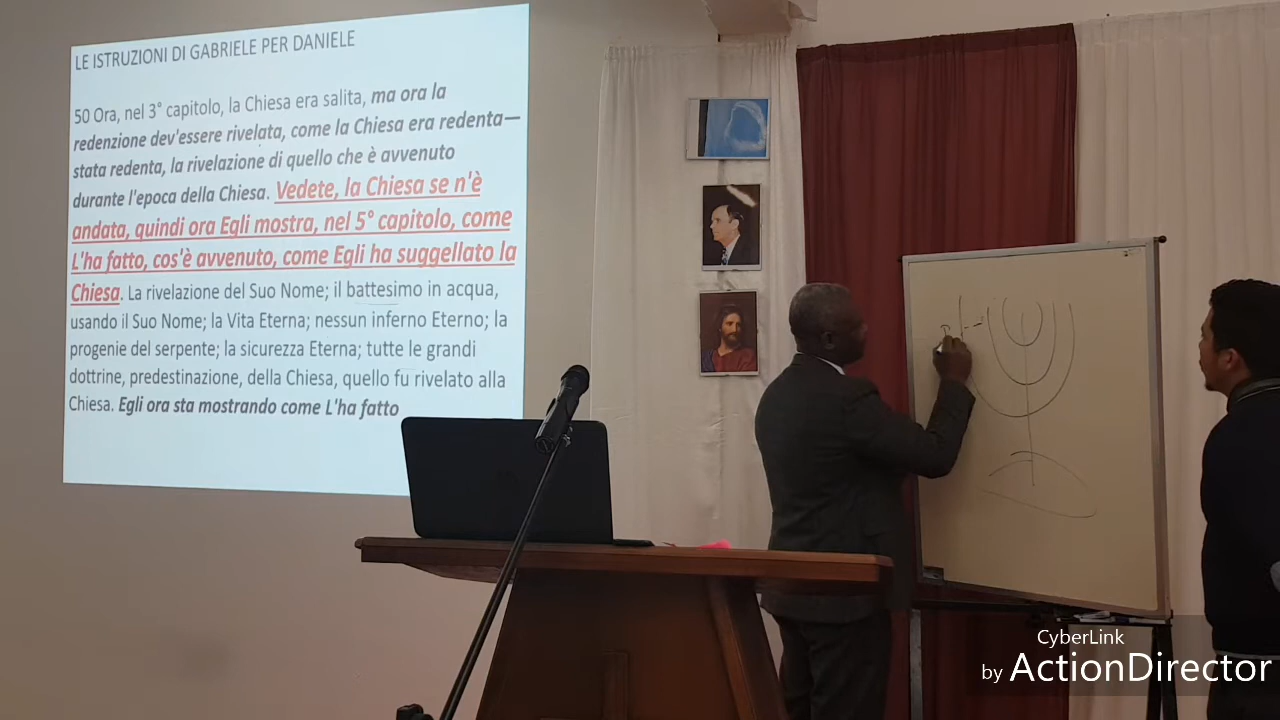 LE ISTRUZIONI DI GABRIELE PER DANIELE
50 Ora, nel 3° capitolo, la Chiesa era salita, ma ora la
redenzione dev'essere rivelata, come la Chiesa era redenta—
stata redenta, la rivelazione di quello che è avvenuto
durante l'epoca della Chiesa. Vedete, la Chiesa se n'è
andata, quindi ora Egli mostra, nel 5° capitolo, come
L'ha fatto, cos'è avvenuto, come Egli ha suggellato la
Chiesa. La rivelazione del Suo Nome; il battesimo in acqua,
usando il Suo Nome; la Vita Eterna; nessun inferno Eterno; la
progenie del serpente; la sicurezza Eterna; tutte le grandi
dottrine, predestinazione, della Chiesa, quello fu rivelato alla
Chiesa. Egli ora sta mostrando come L'ha fatto
CyberLink
by ActionDirector